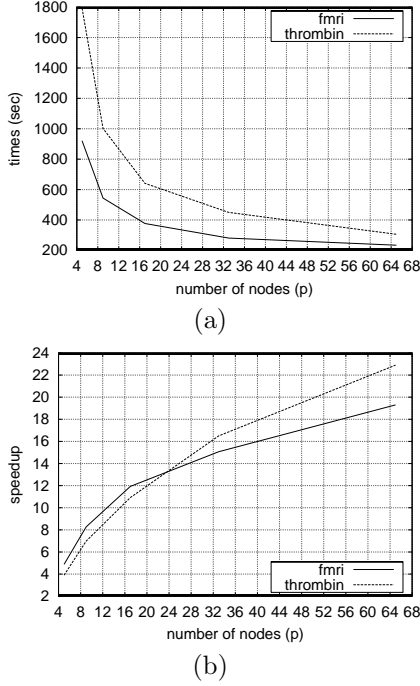 1800
1600
1400
1200
1000
800
600
400
200
times (sec)
fmri
thrombin
4 8 12 16 20 24 28 32 36 40 44 48 52 56 60 64 68
number of nodes (p)
(a)
24
22
20
18
16
14
12
10
8
6
4
2
speedup
fmri
thrombin
4 8 12 16 20 24 28 32 36 40 44 48 52 56 60 64 68
number of nodes (p)
(b)